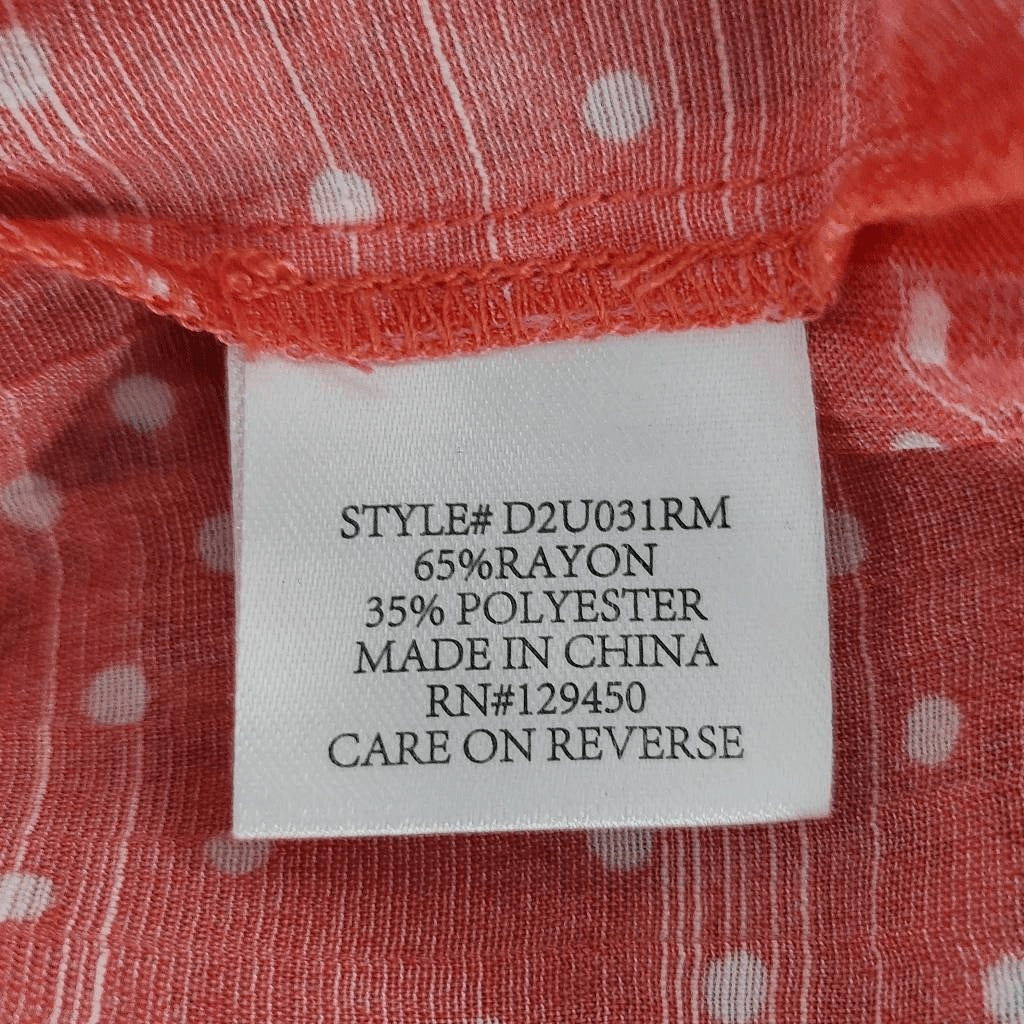 STYLE# D2U031RM
65%RAYON
35% POLYESTER
MADE IN CHINA
RN#129450
CARE ON REVERSE